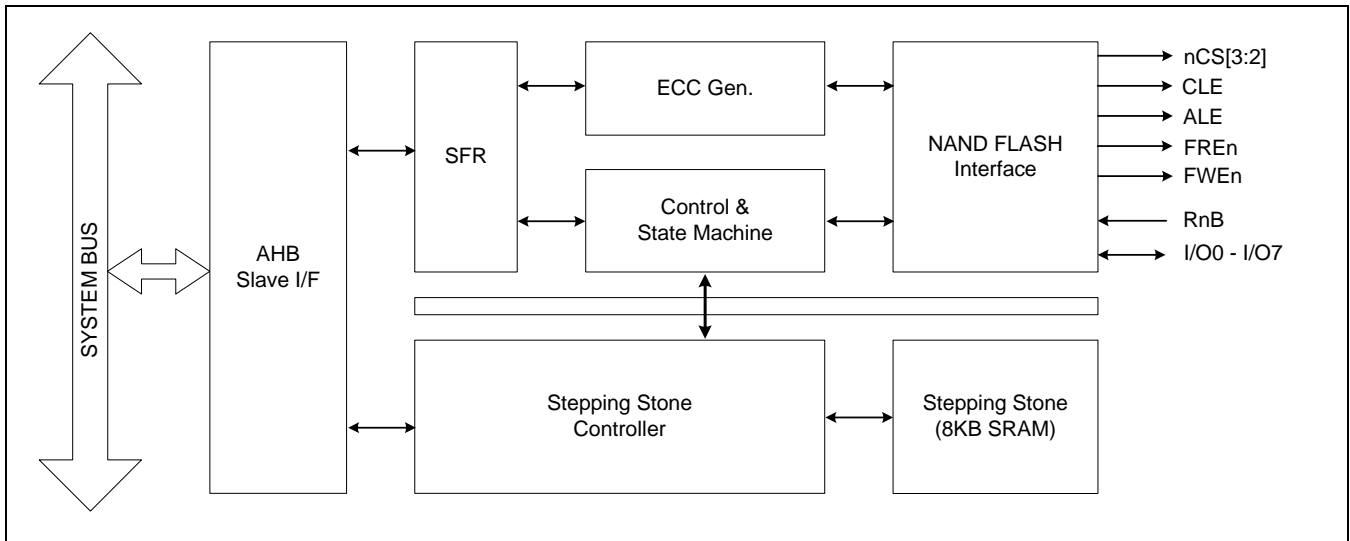 SYSTEM BUS
AHB
Slave I/F
SFR
ECC Gen.
Control &
State Machine
NAND FLASH
Interface
nCS[3:2]
CLE
ALE
FREn
FWEn
RnB
I/O0 - I/O7
Stepping Stone
Controller
Stepping Stone
(8KB SRAM)